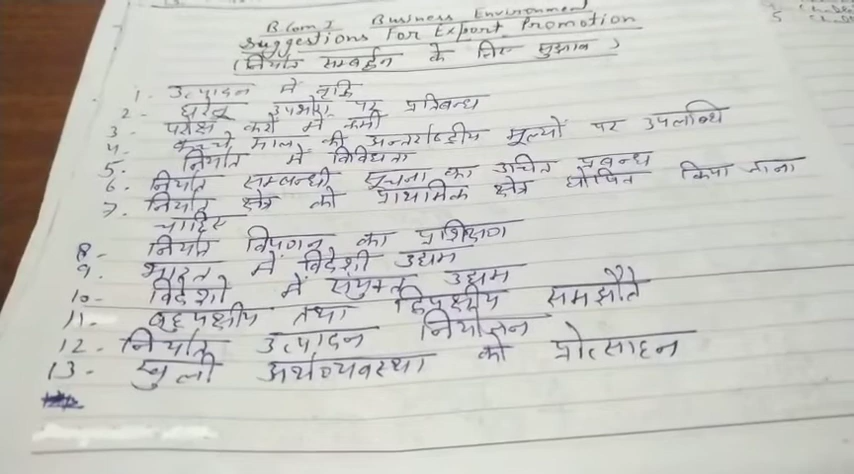 B.Com I Business Environment
Suggestions For Export Promotion
(निर्यात सम्वर्द्धन के लिए सुझाव)
1- उत्पादन में वृद्धि
2- घरेलू उपभोग पर प्रतिबन्ध
3- परोक्ष करों में कमी
4- कच्चे माल की अन्तर्राष्ट्रीय मूल्यों पर उपलब्धि
5- निर्यात में विविधता
6- निर्यात सम्बन्धी सूचना का उचित प्रबन्ध
7- निर्यात क्षेत्र को प्राथमिक क्षेत्र घोषित किया जाना
चाहिए
8- निर्यात विपणन का प्रशिक्षण
9- भारत में विदेशी उद्यम
10- विदेशों में संयुक्त उद्यम
11- बहुपक्षीय तथा द्विपक्षीय समझौते
12- निर्यात उत्पादन नियोजन
13- खुली अर्थव्यवस्था को प्रोत्साहन